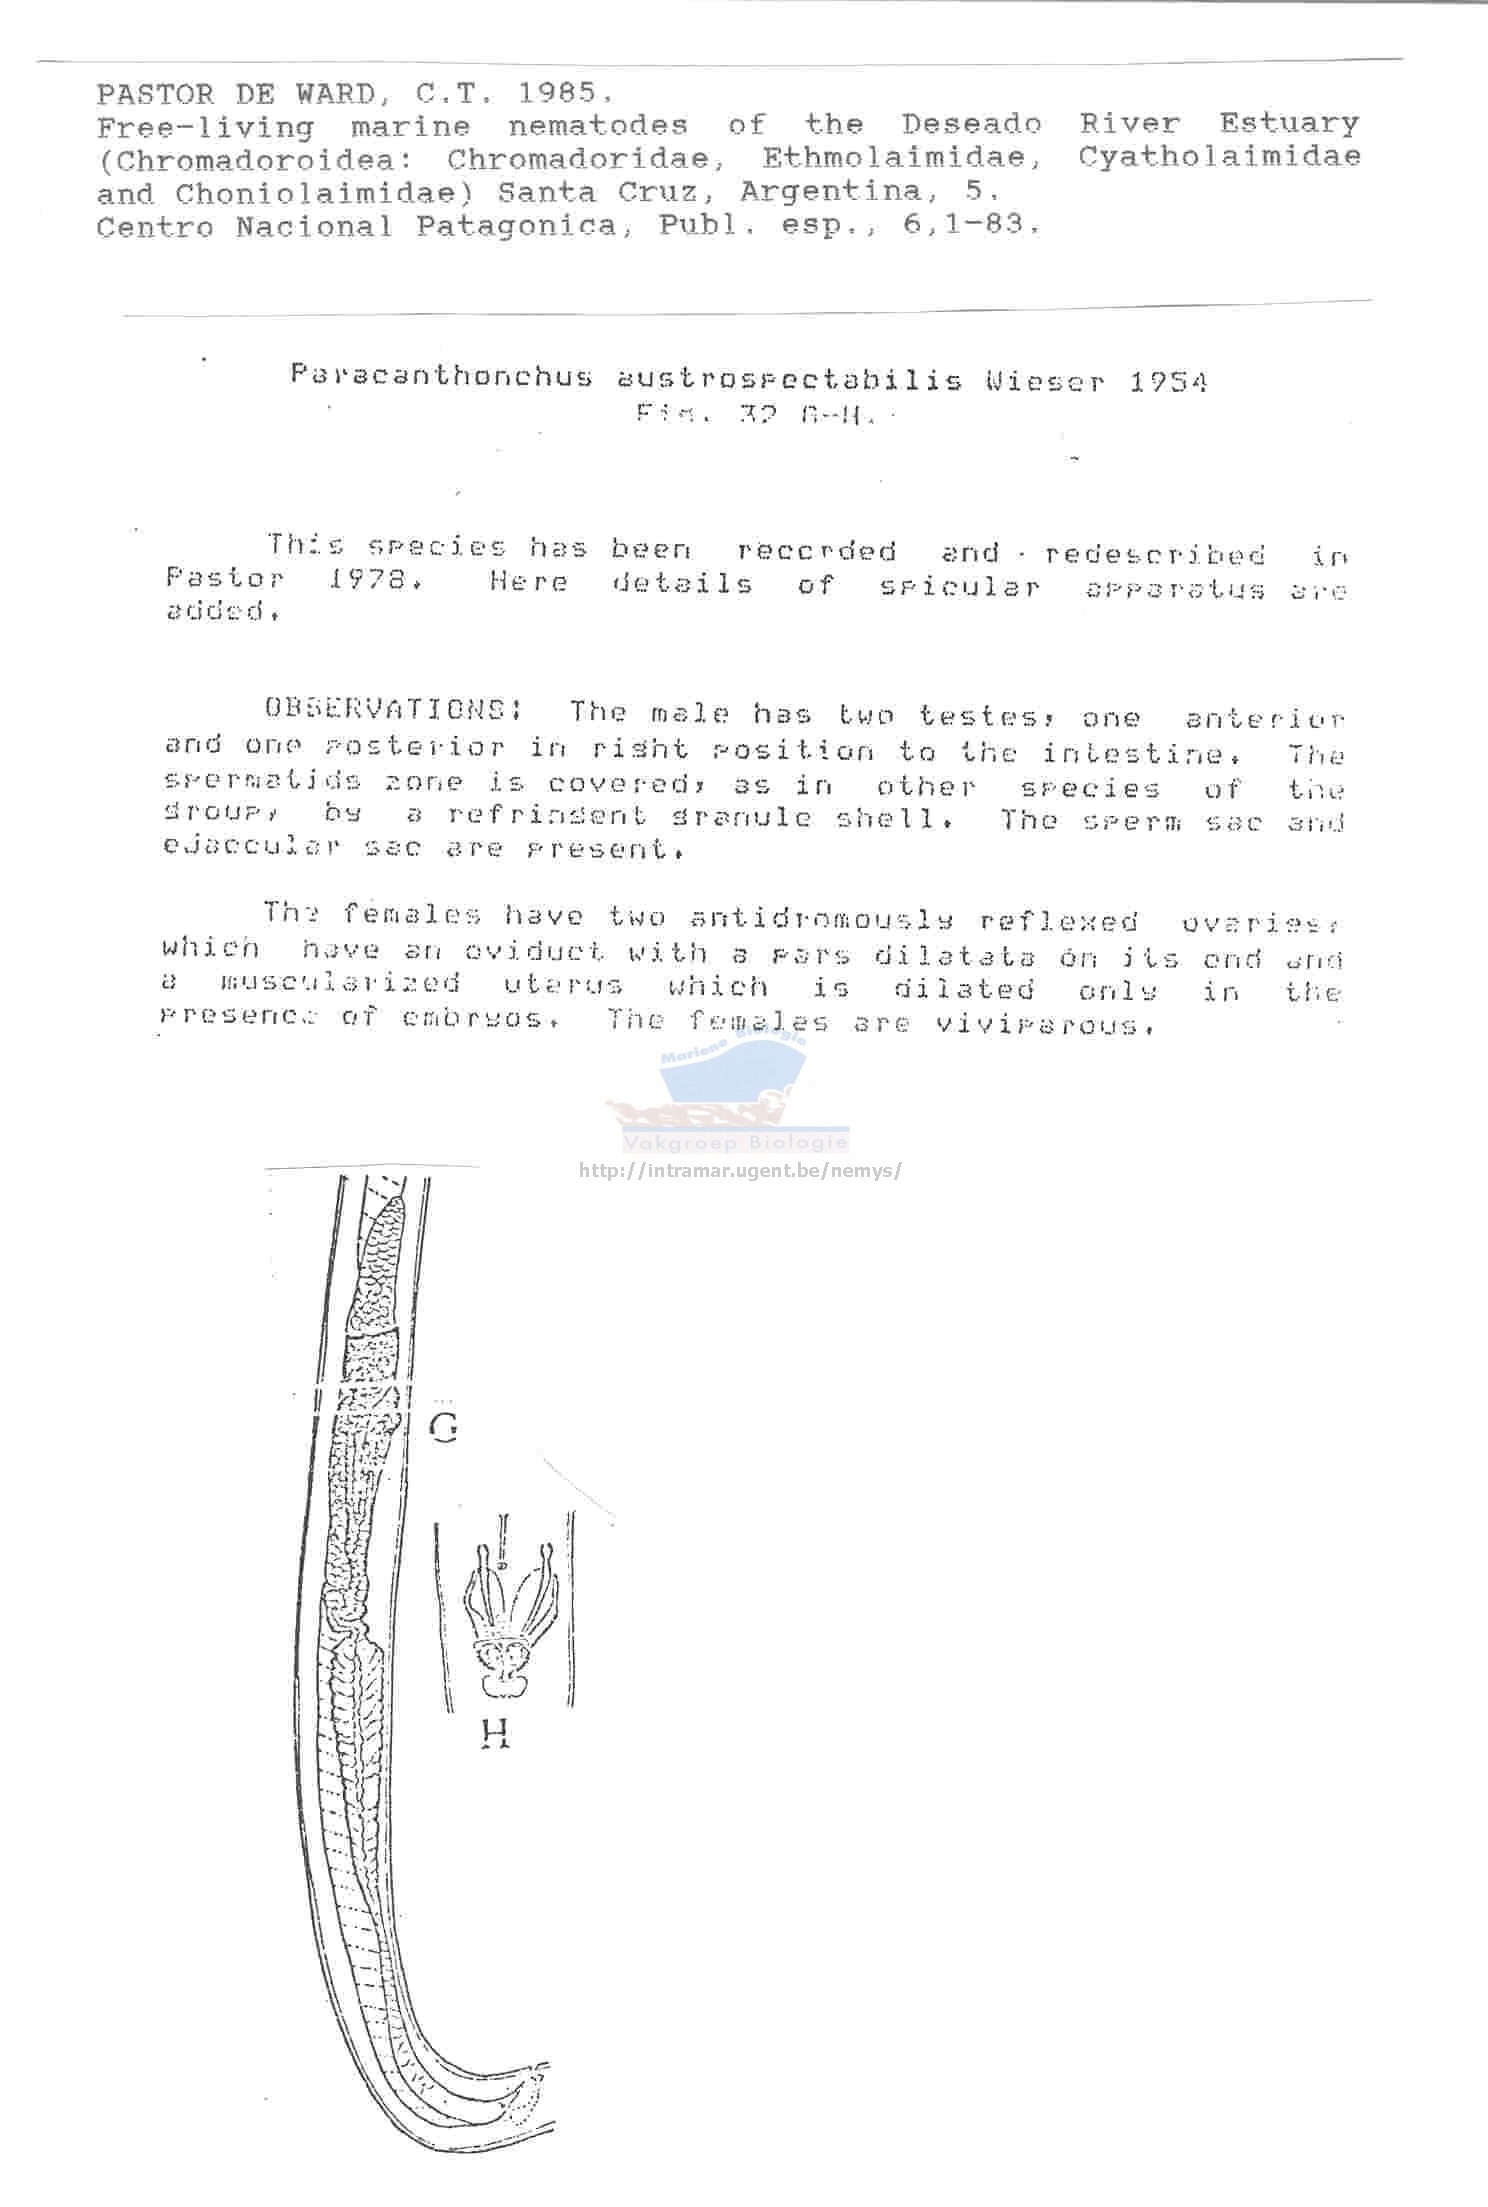 PASTOR DE WARD, C.T. 1985.
Free-living marine nematodes of the Deseado River Estuary
(Chromadoroidea: Chromadoridae, Ethmolaimidae, Cyatholaimidae
and Choniolaimidae) Santa Cruz, Argentina, 5.
Centro Nacional Patagonica, Publ. esp., 6,1-83.
Paracanthonchus austrospectabilis Wieser 1954
Fig. 32 G-H.
This species has been recorded and redescribed in
Pastor 1978. Here details of spicular apparatus are
added.
OBSERVATIONS: The male has two testes, one anterior
and one posterior in right position to the intestine. The
spermatids zone is covered, as in other species of the
group, by a refringent granule shell. The sperm sac and
ejaccular sac are present.
The females have two antidromously reflexed ovaries,
which have an oviduct with a pars dilatata on its end and
a muscularized uterus which is dilated only in the
presence of embryos. The females are viviparous.
Mariene Biologie
Vakgroep Biologie
http://intramar.ugent.be/nemys/
G
H